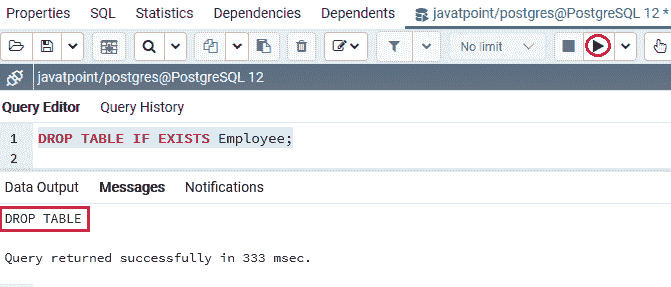 Properties SQL Statistics Dependencies Dependents javatpoint/postgres@PostgreSQL 12 *
No limit
javatpoint/postgres@PostgreSQL 12
Query Editor Query History
1 DROP TABLE IF EXISTS Employee;
2
Data Output Messages Notifications
DROP TABLE
Query returned successfully in 333 msec.